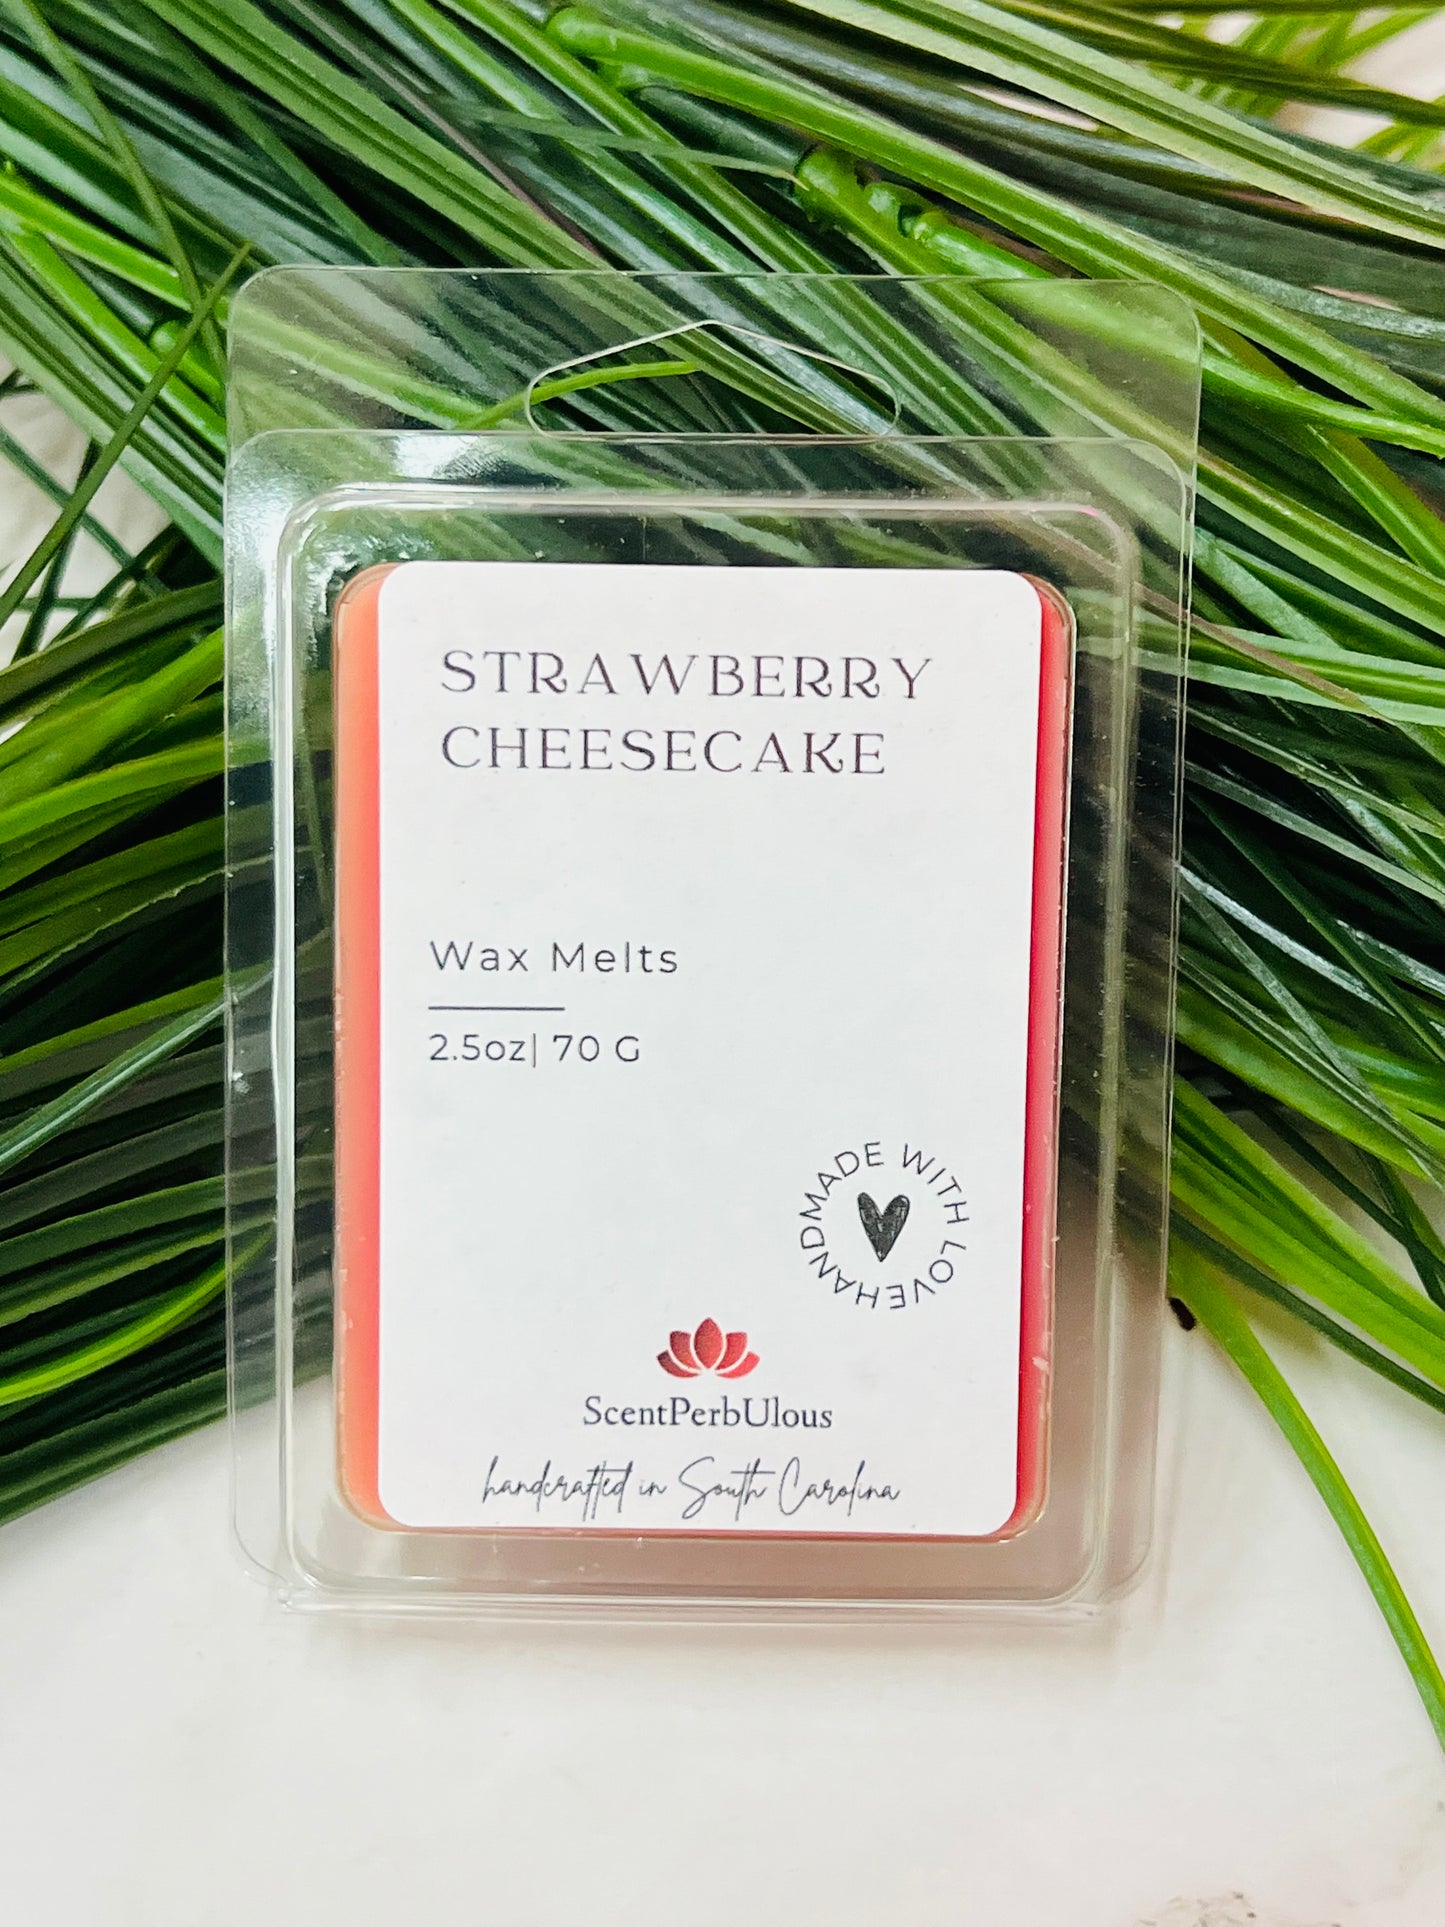 STRAWBERRY
CHEESECAKE
Wax Melts
2.5oz| 70 G
HANDMADE WITH LOVE
ScentPerbUlous
handcrafted in South Carolina